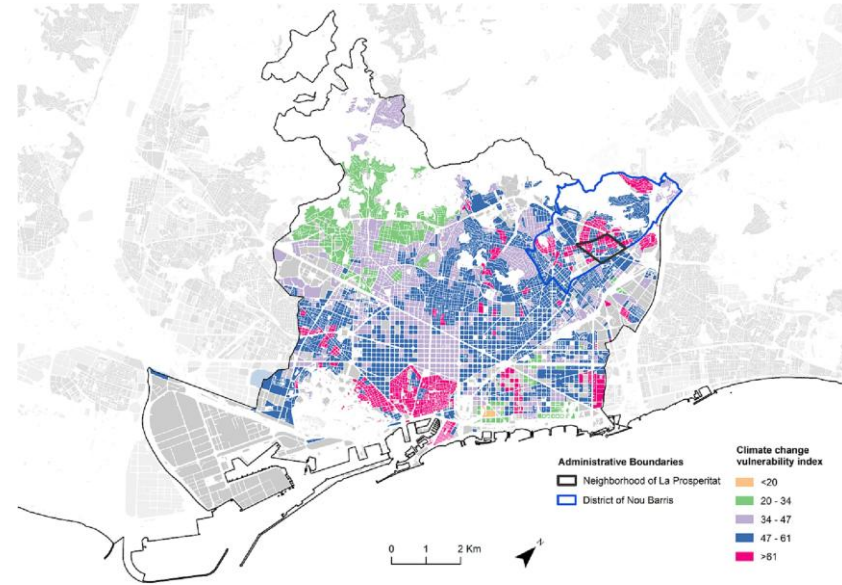 Administrative Boundaries
Neighborhood of La Prosperitat
District of Nou Barris
Climate change
vulnerability index
<20
20 - 34
34 - 47
47 - 61
>61
0 1 2 Km
N